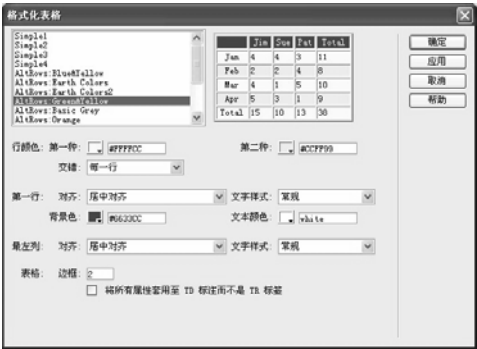 格式化表格
Simple1
Simple2
Simple3
Simple4
AltRows:Blue&Yellow
AltRows:Earth Colors
AltRows:Earth Colors2
AltRows:Green&Yellow
AltRows:Basic Grey
AltRows:Orange
Jim Sue Pat Total
Jan 4 4 3 11
Feb 2 2 4 8
Mar 4 1 5 10
Apr 5 3 1 9
Total 15 10 13 38
确定
应用
取消
帮助
行颜色: 第一种: #FFFFCC 第二种: #CCFF99
交错: 每一行
第一行: 对齐: 居中对齐 文字样式: 常规
背景色: #6633CC 文本颜色: white
最左列: 对齐: 居中对齐 文字样式: 常规
表格: 边框: 2
将所有属性套用至 TD 标注而不是 TR 标签